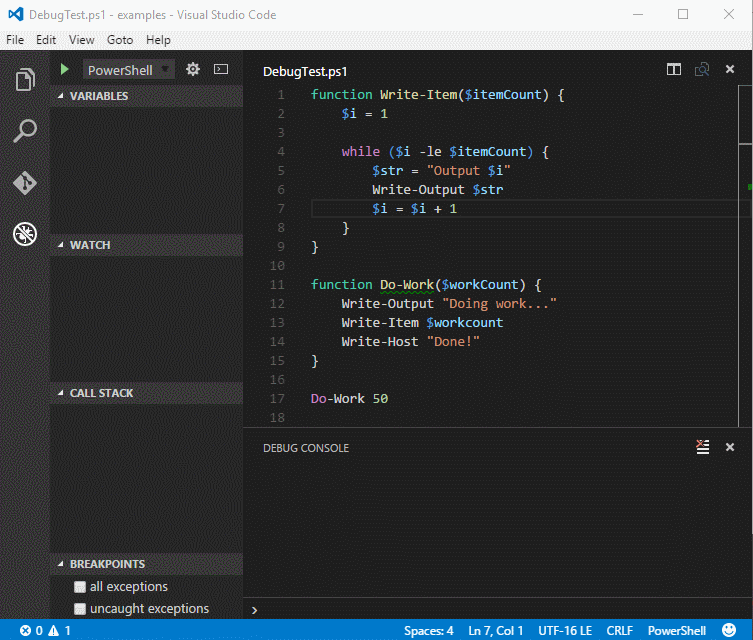 DebugTest.ps1 - examples - Visual Studio Code
File Edit View Goto Help
PowerShell
VARIABLES
WATCH
CALL STACK
BREAKPOINTS
all exceptions
uncaught exceptions
DebugTest.ps1
1 function Write-Item($itemCount) {
2     $i = 1
3
4     while ($i -le $itemCount) {
5         $str = "Output $i"
6         Write-Output $str
7         $i = $i + 1
8     }
9 }
10
11 function Do-Work($workCount) {
12     Write-Output "Doing work..."
13     Write-Item $workcount
14     Write-Host "Done!"
15 }
16
17 Do-Work 50
18
DEBUG CONSOLE
>
0 1 Spaces: 4 Ln 7, Col 1 UTF-16 LE CRLF PowerShell